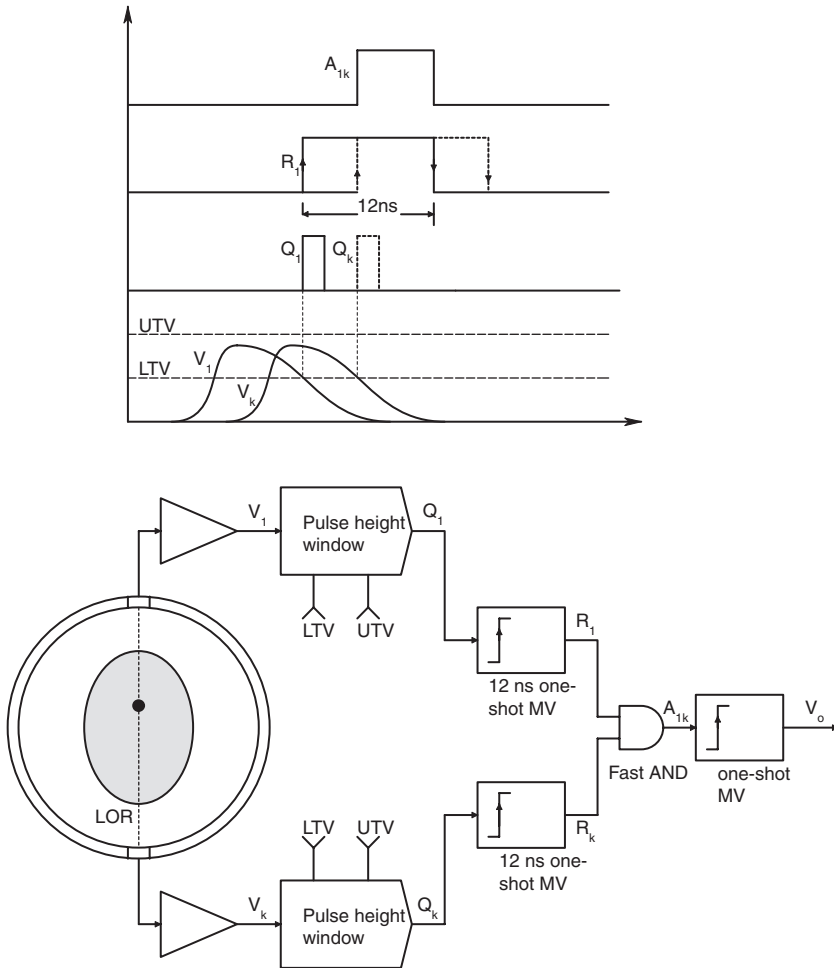 A1k
R1
12ns
Q1 Qk
UTV
LTV
V1
Vk
V1
Pulse height
window
Q1
LTV UTV
12 ns one-
shot MV
R1
A1k
Vo
Fast AND
one-shot
MV
LOR
LTV UTV
Rk
12 ns one-
shot MV
Vk
Pulse height
window
Qk